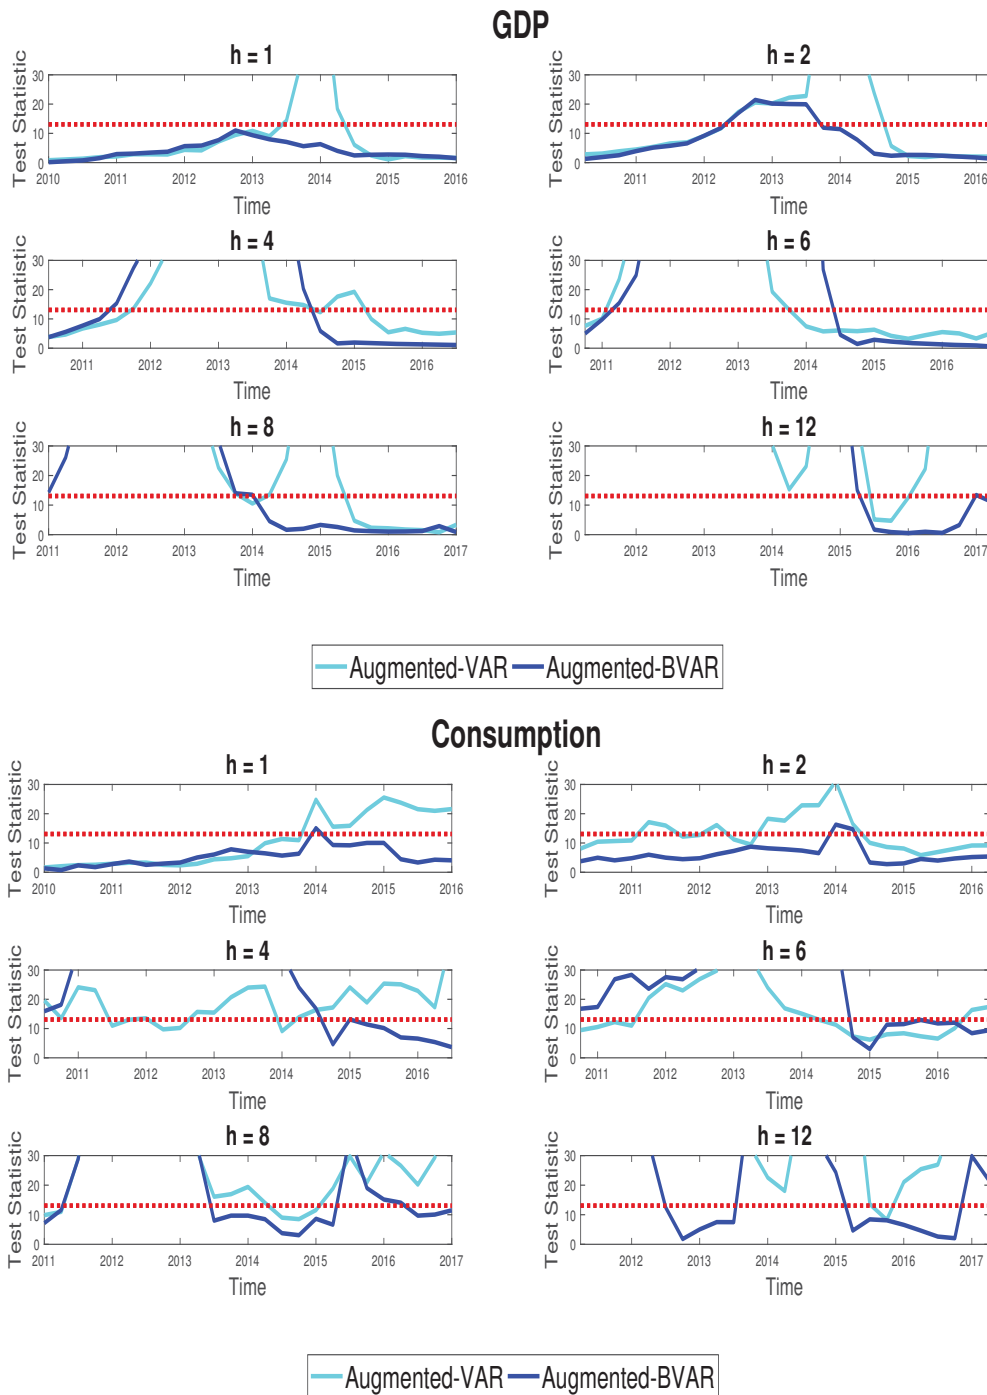 GDP
h = 1
h = 2
Test Statistic
30
20
10
0
2010 2011 2012 2013 2014 2015 2016
Time
Test Statistic
30
20
10
0
2011 2012 2013 2014 2015 2016
Time
h = 4
h = 6
Test Statistic
30
20
10
0
2011 2012 2013 2014 2015 2016
Time
Test Statistic
30
20
10
0
2011 2012 2013 2014 2015 2016
Time
h = 8
h = 12
Test Statistic
30
20
10
0
2011 2012 2013 2014 2015 2016 2017
Time
Test Statistic
30
20
10
0
2012 2013 2014 2015 2016 2017
Time
Augmented-VAR Augmented-BVAR
Consumption
h = 1
h = 2
Test Statistic
30
20
10
0
2010 2011 2012 2013 2014 2015 2016
Time
Test Statistic
30
20
10
0
2011 2012 2013 2014 2015 2016
Time
h = 4
h = 6
Test Statistic
30
20
10
0
2011 2012 2013 2014 2015 2016
Time
Test Statistic
30
20
10
0
2011 2012 2013 2014 2015 2016
Time
h = 8
h = 12
Test Statistic
30
20
10
0
2011 2012 2013 2014 2015 2016 2017
Time
Test Statistic
30
20
10
0
2012 2013 2014 2015 2016 2017
Time
Augmented-VAR Augmented-BVAR